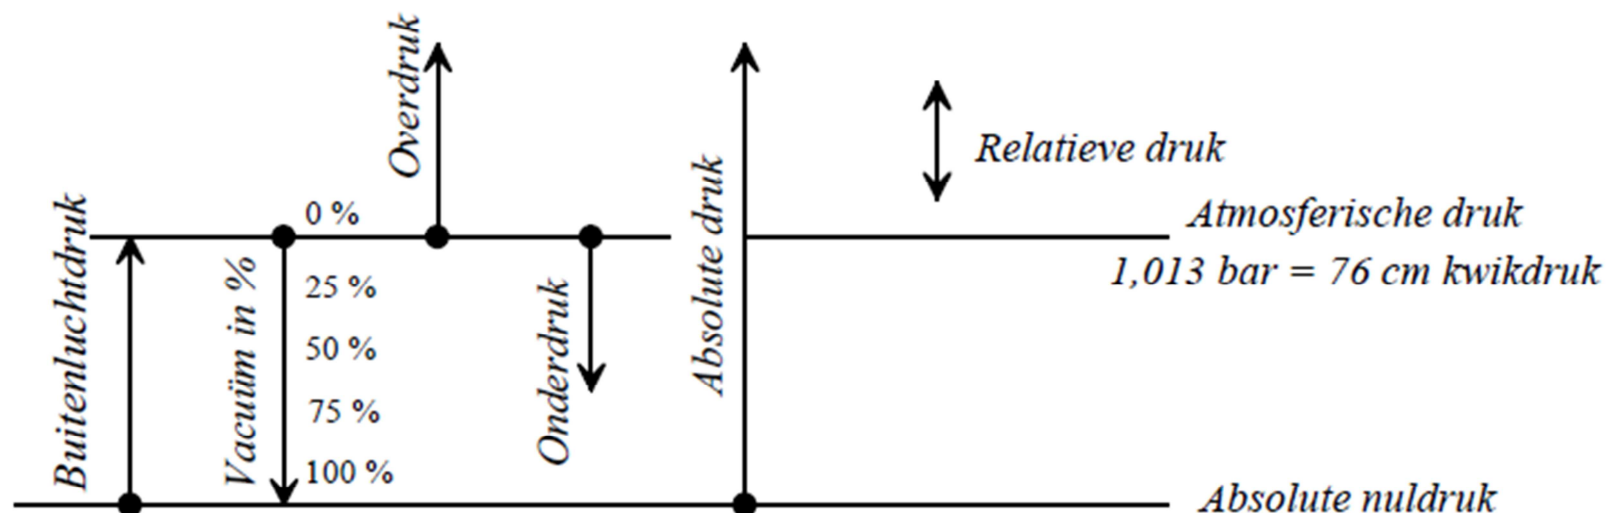 Buitenluchtdruk
Vacuüm in %
0 %
25 %
50 %
75 %
100 %
Overdruk
Onderdruk
Absolute druk
Relatieve druk
Atmosferische druk
1,013 bar = 76 cm kwikdruk
Absolute nuldruk